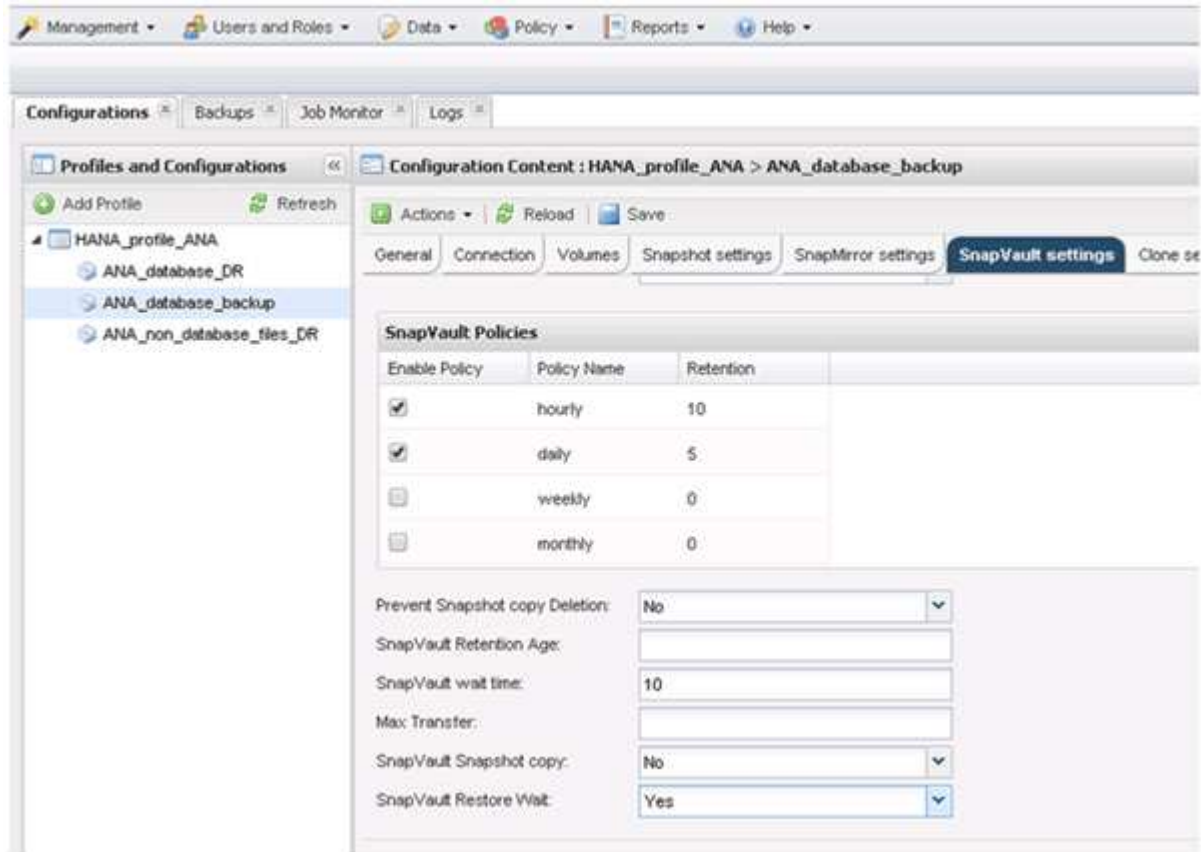 Management Users and Roles Data Policy Reports Help
Configurations Backups Job Monitor Logs
Profiles and Configurations
Add Profile Refresh
HANA_profile_ANA
ANA_database_DR
ANA_database_backup
ANA_non_database_files_DR
Configuration Content : HANA_profile_ANA > ANA_database_backup
Actions Reload Save
General Connection Volumes Snapshot settings SnapMirror settings SnapVault settings Clone se
SnapVault Policies
Enable Policy Policy Name Retention
hourly 10
daily 5
weekly 0
monthly 0
Prevent Snapshot copy Deletion: No
SnapVault Retention Age:
SnapVault wait time: 10
Max Transfer:
SnapVault Snapshot copy: No
SnapVault Restore Wait: Yes